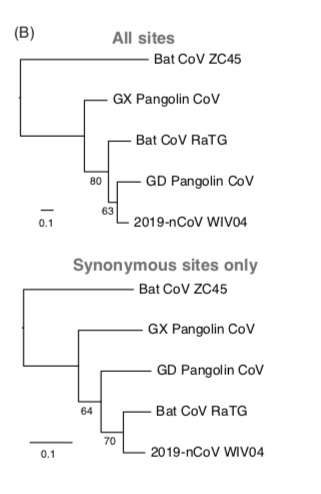 (B)
All sites
Bat CoV ZC45
GX Pangolin CoV
Bat CoV RaTG
80
GD Pangolin CoV
63
0.1
2019-nCoV WIV04
Synonymous sites only
Bat CoV ZC45
GX Pangolin CoV
GD Pangolin CoV
64
Bat CoV RaTG
70
0.1
2019-nCoV WIV04